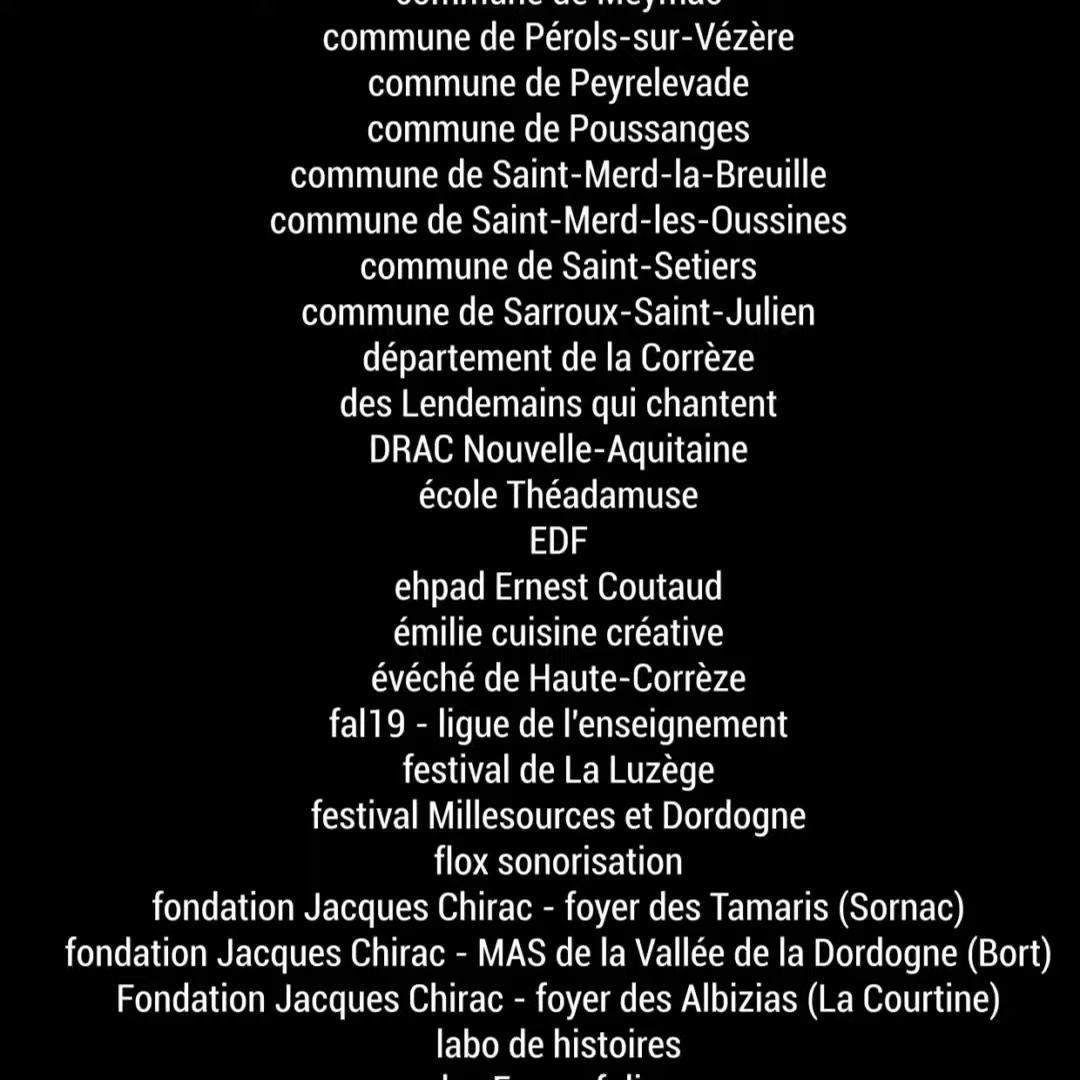 commune de Meymac
commune de Pérols-sur-Vézère
commune de Peyrelevade
commune de Poussanges
commune de Saint-Merd-la-Breuille
commune de Saint-Merd-les-Oussines
commune de Saint-Setiers
commune de Sarroux-Saint-Julien
département de la Corrèze
des Lendemains qui chantent
DRAC Nouvelle-Aquitaine
école Théadamuse
EDF
ehpad Ernest Coutaud
émilie cuisine créative
évéché de Haute-Corrèze
fal19 - ligue de l'enseignement
festival de La Luzège
festival Millesources et Dordogne
flox sonorisation
fondation Jacques Chirac - foyer des Tamaris (Sornac)
fondation Jacques Chirac - MAS de la Vallée de la Dordogne (Bort)
Fondation Jacques Chirac - foyer des Albizias (La Courtine)
labo de histoires